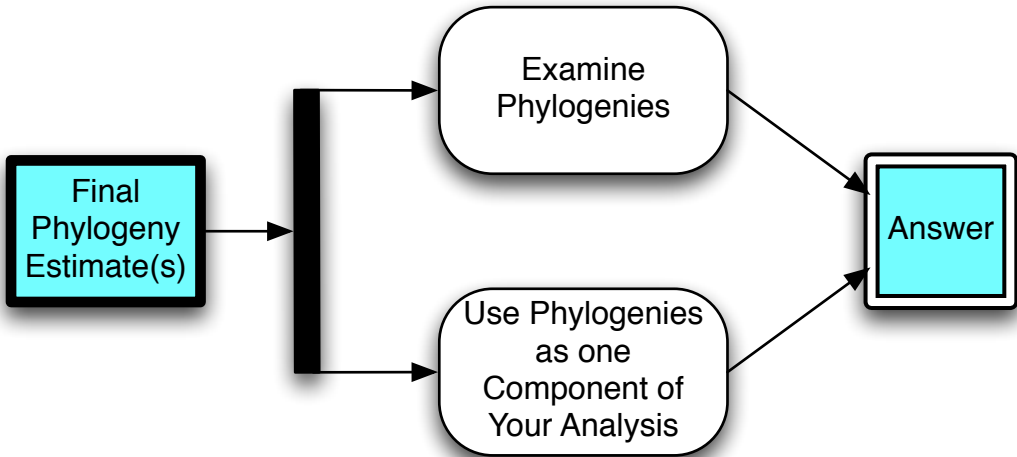 Final
Phylogeny
Estimate(s)
Examine
Phylogenies
Use Phylogenies
as one
Component of
Your Analysis
Answer